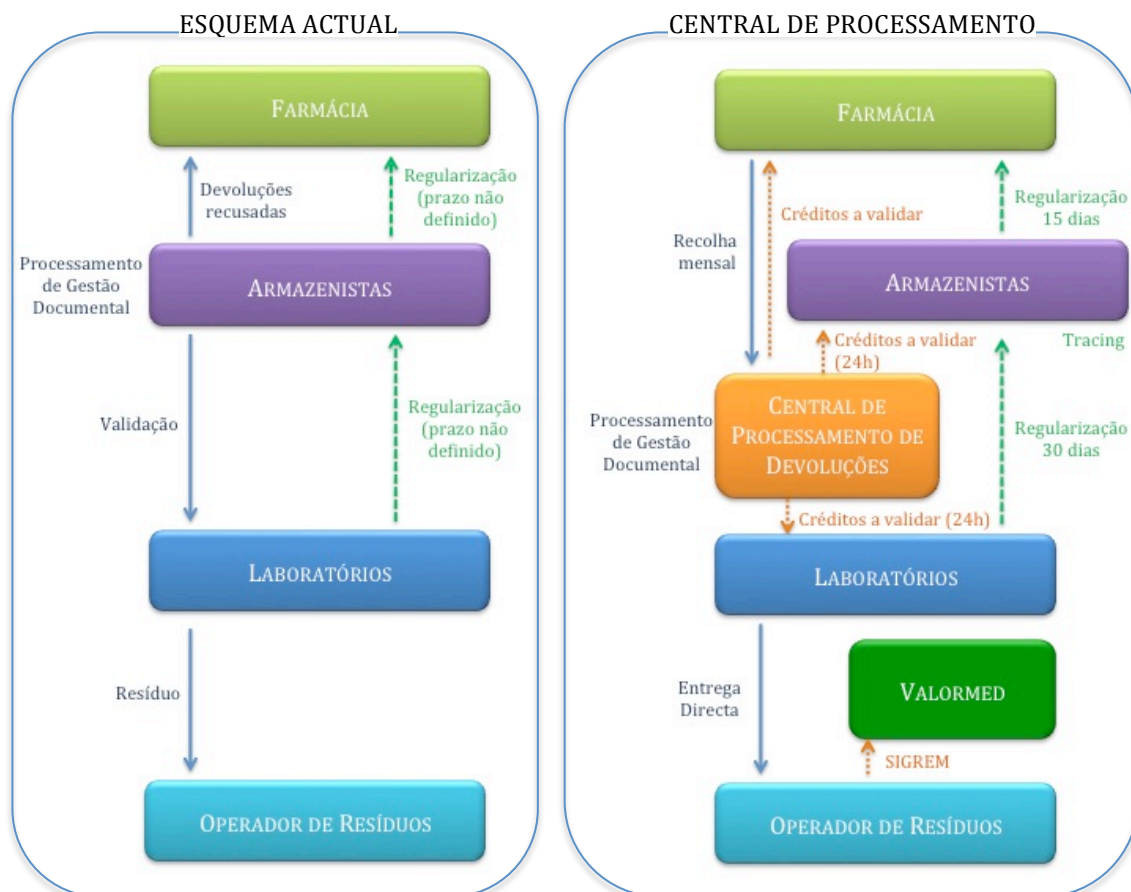 ESQUEMA ACTUAL
FARMÁCIA
Devoluções
recusadas
Regularização
(prazo não
definido)
Processamento
de Gestão
Documental
ARMAZENISTAS
Validação
Regularização
(prazo não
definido)
LABORATÓRIOS
Resíduo
OPERADOR DE RESÍDUOS
CENTRAL DE PROCESSAMENTO
FARMÁCIA
Créditos a validar
Regularização
15 dias
Recolha
mensal
ARMAZENISTAS
Créditos a validar
(24h)
Tracing
Processamento
de Gestão
Documental
CENTRAL DE
PROCESSAMENTO DE
DEVOLUÇÕES
Regularização
30 dias
Créditos a validar (24h)
LABORATÓRIOS
Entrega
Directa
VALORMED
SIGREM
OPERADOR DE RESÍDUOS